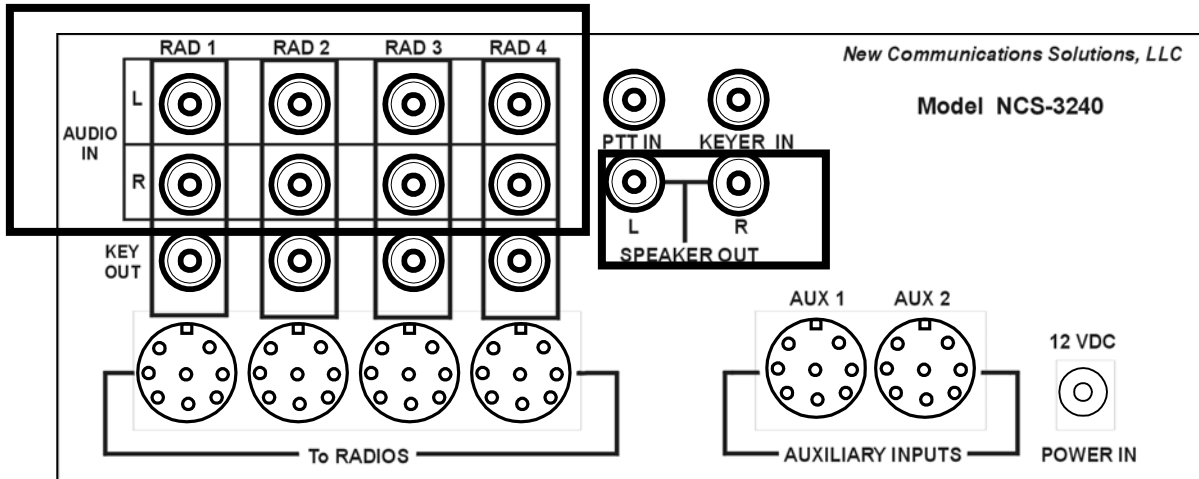 RAD 1 RAD 2 RAD 3 RAD 4
New Communications Solutions, LLC
Model NCS-3240
AUDIO
IN
L
R
PTT IN KEYER IN
L R
SPEAKER OUT
KEY
OUT
AUX 1 AUX 2
12 VDC
To RADIOS
AUXILIARY INPUTS
POWER IN